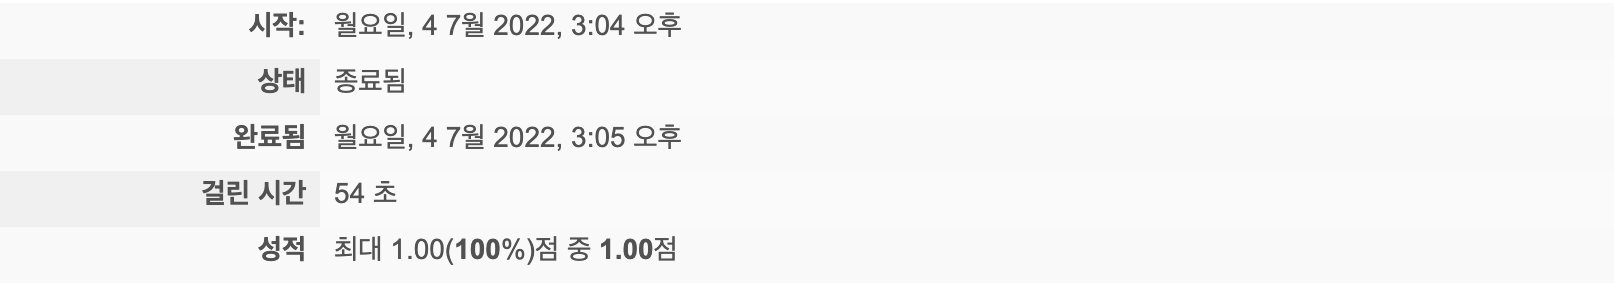 시작: 월요일, 4 7월 2022, 3:04 오후
상태 종료됨
완료됨 월요일, 4 7월 2022, 3:05 오후
걸린 시간 54 초
성적 최대 1.00(100%)점 중 1.00점